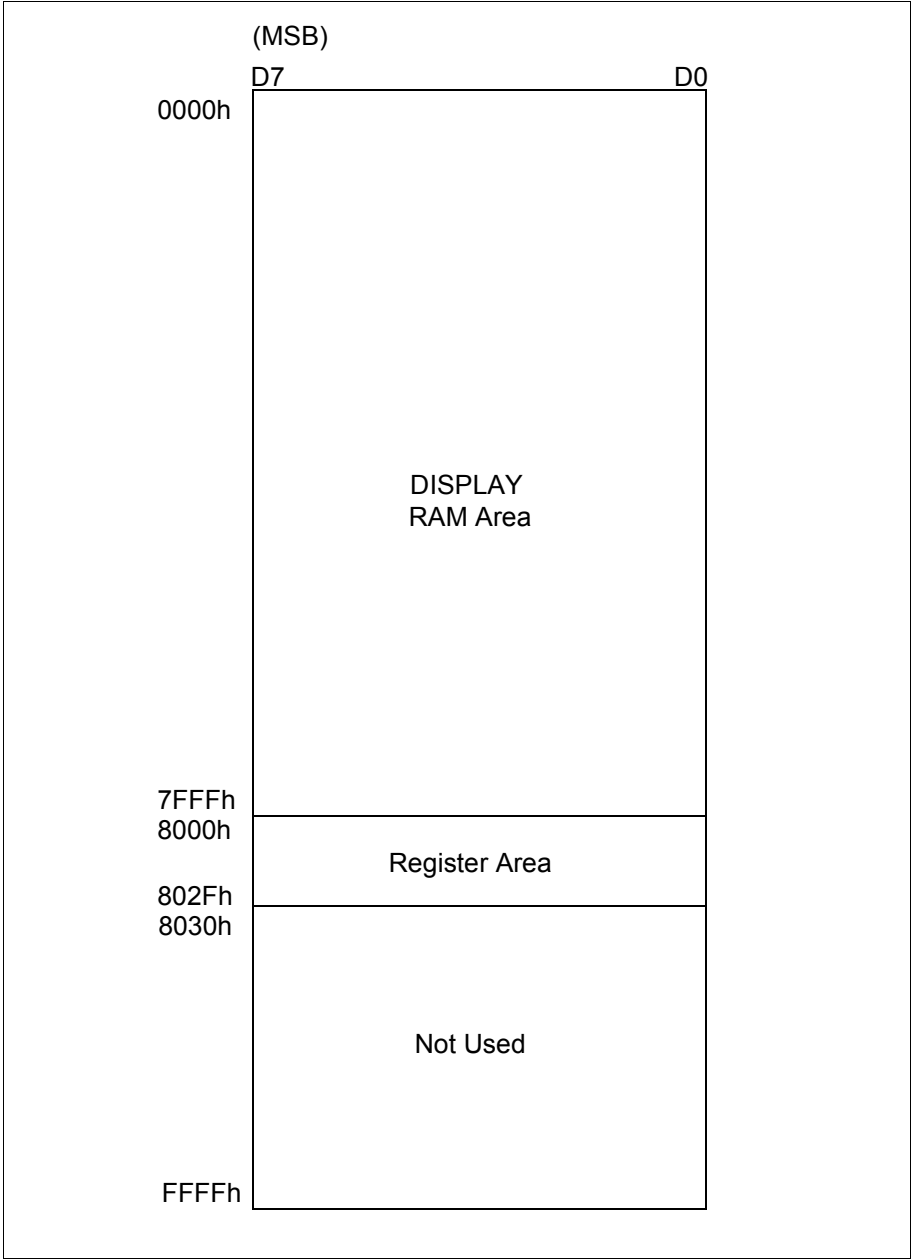 (MSB)
D7 D0
0000h
DISPLAY
RAM Area
7FFFh
8000h
Register Area
802Fh
8030h
Not Used
FFFFh